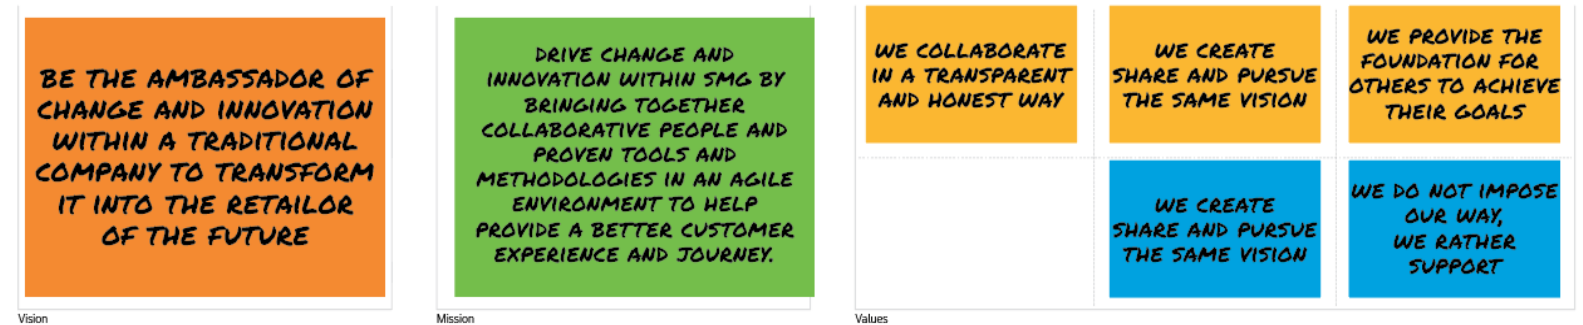 BE THE AMBASSADOR OF
CHANGE AND INNOVATION
WITHIN A TRADITIONAL
COMPANY TO TRANSFORM
IT INTO THE RETAILOR
OF THE FUTURE
Vision
DRIVE CHANGE AND
INNOVATION WITHIN SMG BY
BRINGING TOGETHER
COLLABORATIVE PEOPLE AND
PROVEN TOOLS AND
METHODOLOGIES IN AN AGILE
ENVIRONMENT TO HELP
PROVIDE A BETTER CUSTOMER
EXPERIENCE AND JOURNEY.
Mission
WE COLLABORATE
IN A TRANSPARENT
AND HONEST WAY
WE CREATE
SHARE AND PURSUE
THE SAME VISION
WE PROVIDE THE
FOUNDATION FOR
OTHERS TO ACHIEVE
THEIR GOALS
WE CREATE
SHARE AND PURSUE
THE SAME VISION
WE DO NOT IMPOSE
OUR WAY,
WE RATHER
SUPPORT
Values